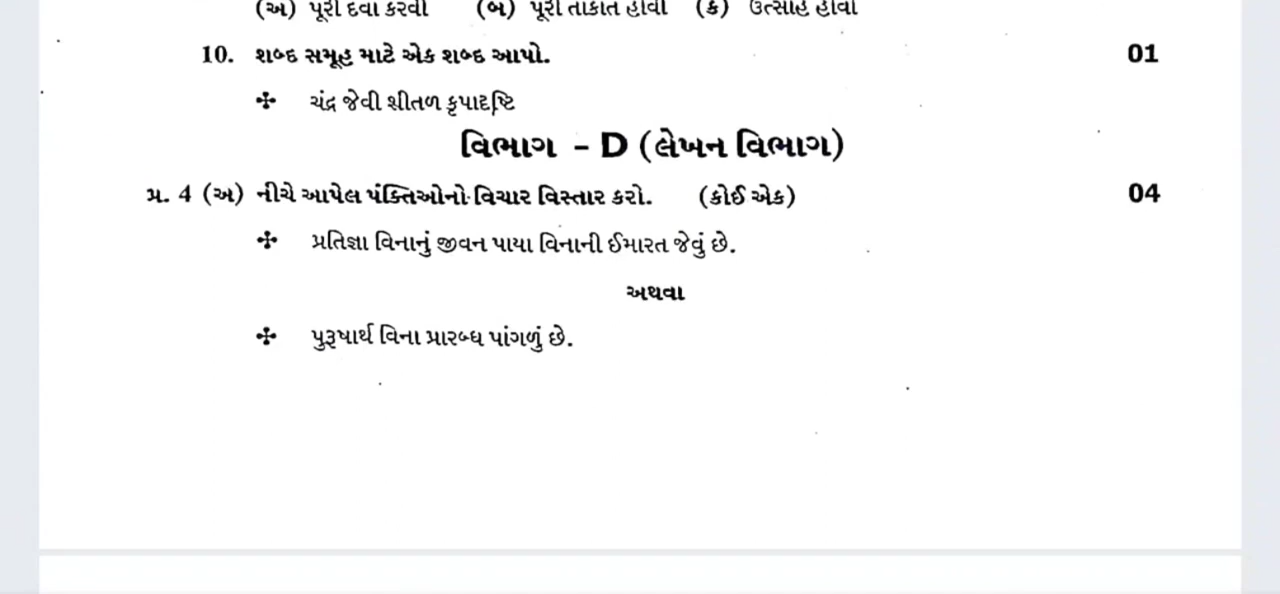 (અ) પૂરી દવા કરવી (બ) પૂરી તાકાત હોવી (ક) ઉત્સાહ હોવો
10. શબ્દ સમૂહ માટે એક શબ્દ આપો. 01
✣ ચંદ્ર જેવી શીતળ કૃપાદૃષ્ટિ
વિભાગ - D (લેખન વિભાગ)
પ્ર. 4 (અ) નીચે આપેલ પંક્તિઓનો વિચાર વિસ્તાર કરો. (કોઈ એક) 04
✣ પ્રતિજ્ઞા વિનાનું જીવન પાયા વિનાની ઈમારત જેવું છે.
અથવા
✣ પુરૂષાર્થ વિના પ્રારબ્ધ પાંગળું છે.